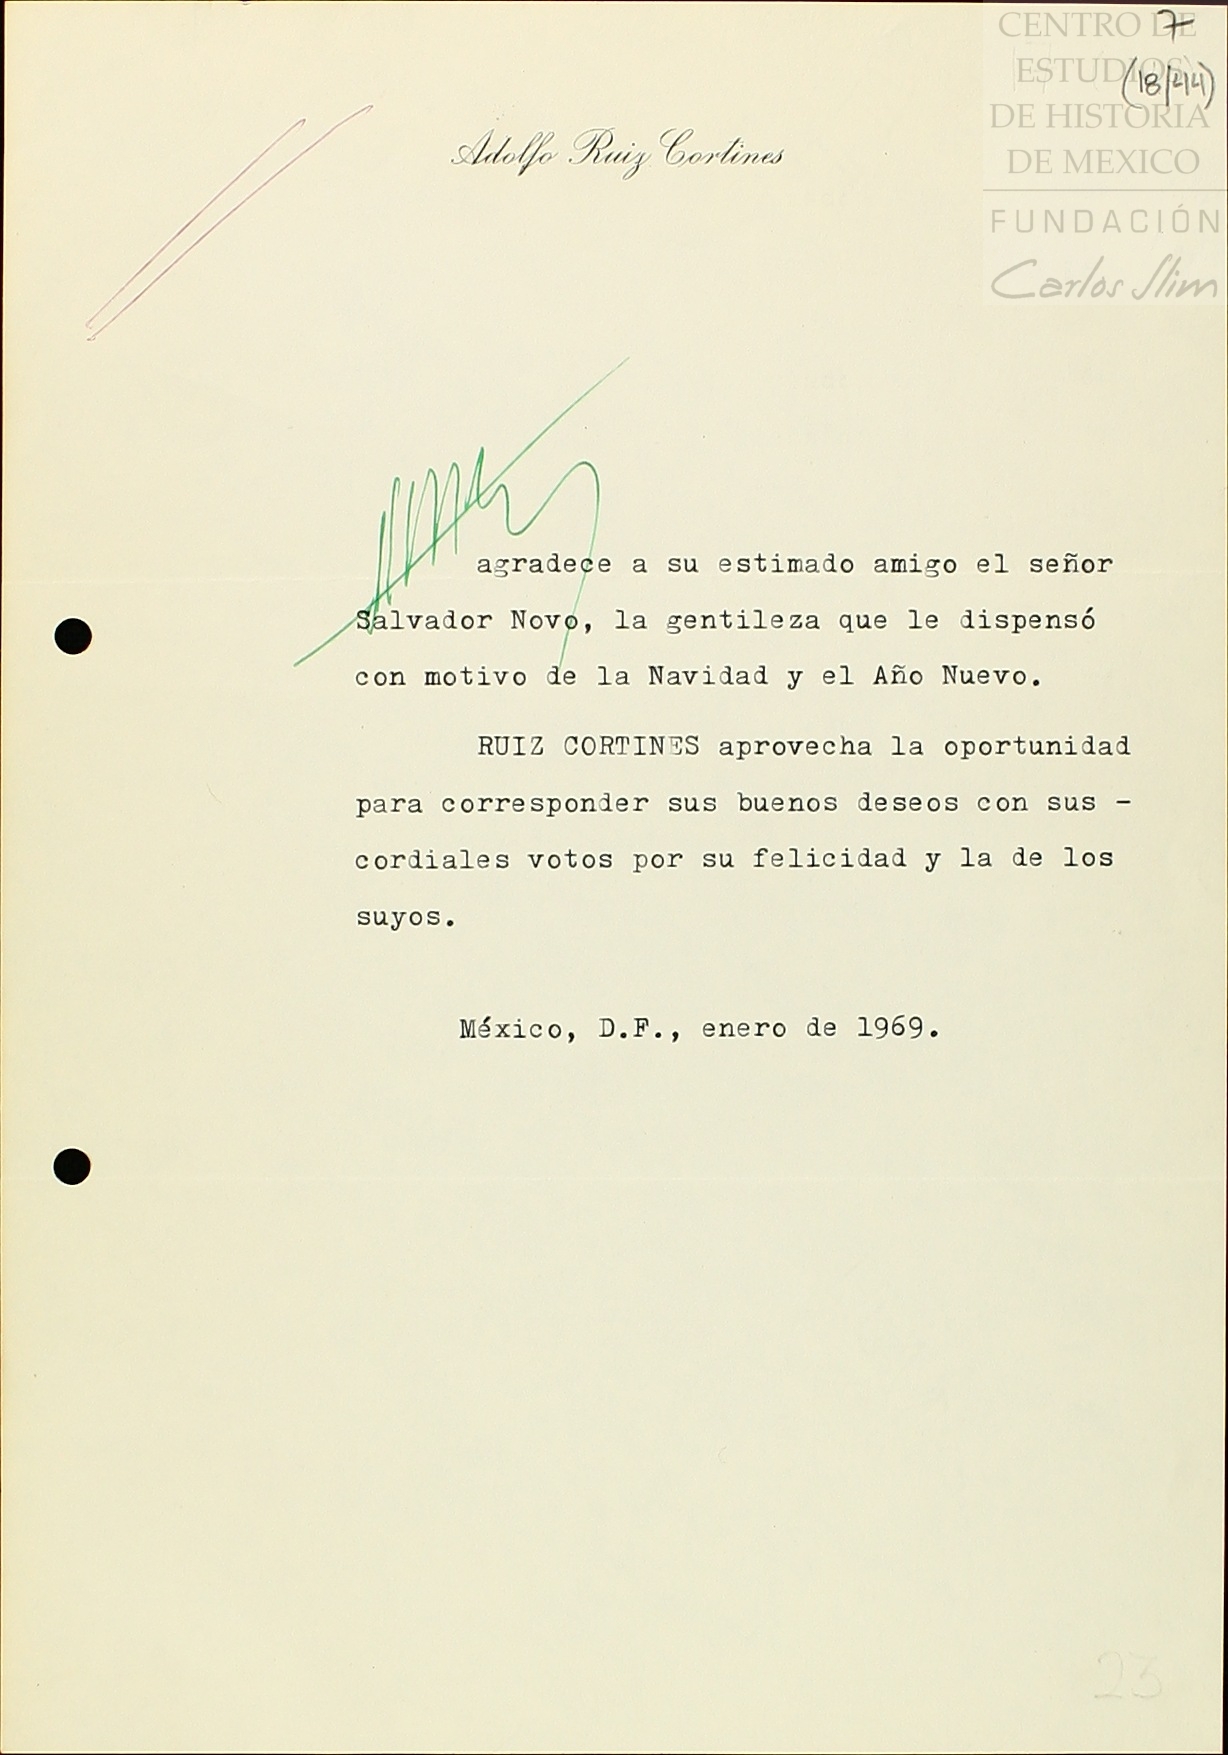 7
(18/44)
CENTRO DE
ESTUDIOS
DE HISTORIA
DE MEXICO
FUNDACIÓN
Carlos Slim
Adolfo Ruiz Cortines
agradece a su estimado amigo el señor
Salvador Novo, la gentileza que le dispensó
con motivo de la Navidad y el Año Nuevo.
RUIZ CORTINES aprovecha la oportunidad
para corresponder sus buenos deseos con sus -
cordiales votos por su felicidad y la de los
suyos.
México, D.F., enero de 1969.
23